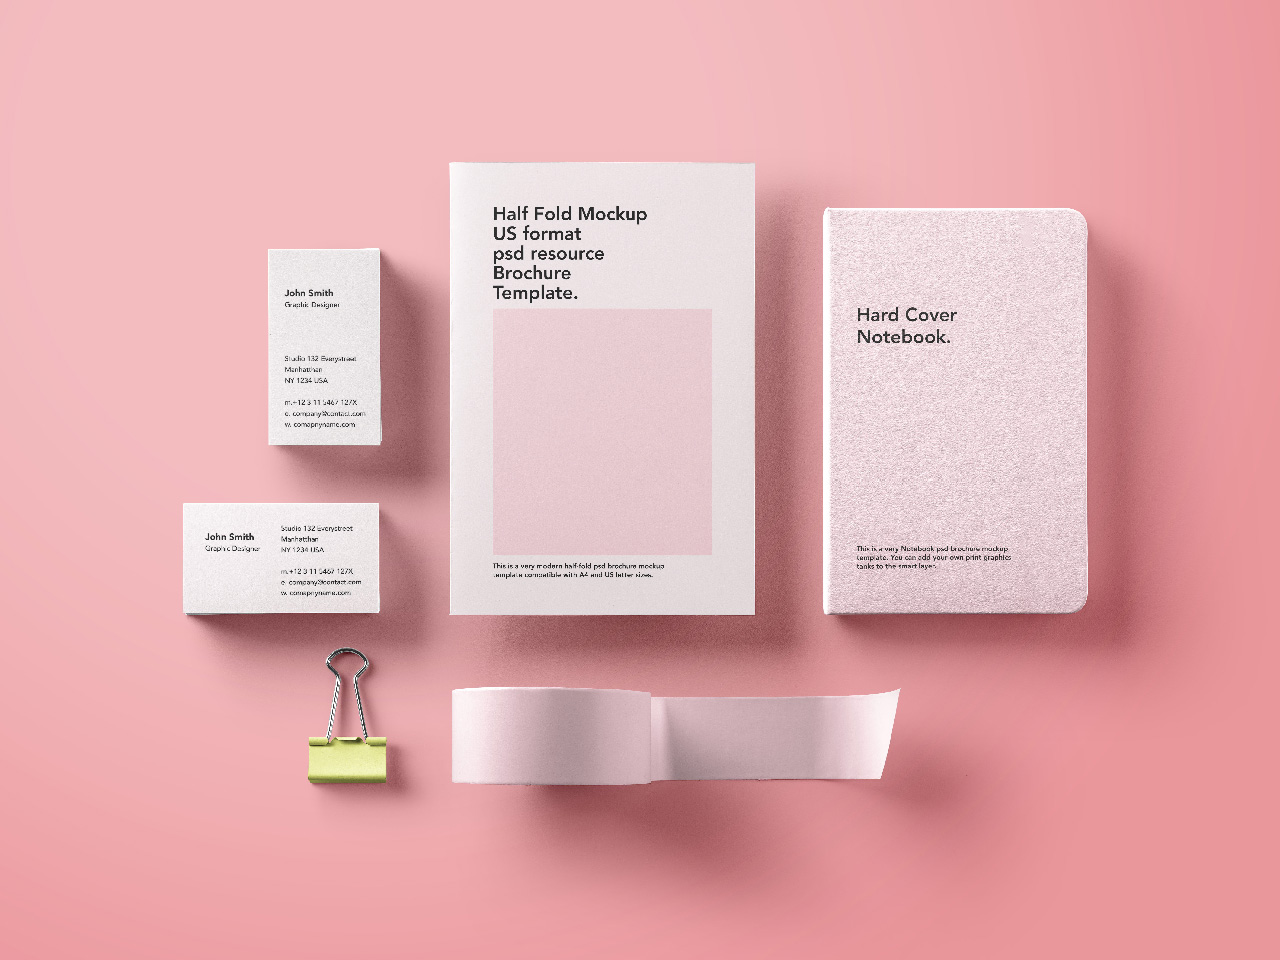 John Smith
Graphic Designer
Studio 132 Everystreet
Manhatthan
NY 1234 USA
m.+12 3 11 5467 127X
e. company@contact.com
w. comapnyname.com
John Smith
Graphic Designer
Studio 132 Everystreet
Manhatthan
NY 1234 USA
m.+12 3 11 5467 127X
e. company@contact.com
w. comapnyname.com
Half Fold Mockup
US format
psd resource
Brochure
Template.
This is a very modern half-fold psd brochure mockup
template compatible with A4 and US letter sizes.
Hard Cover
Notebook.
This is a very Notebook psd brochure mockup
template. You can add your own print graphics
tanks to the smart layer.